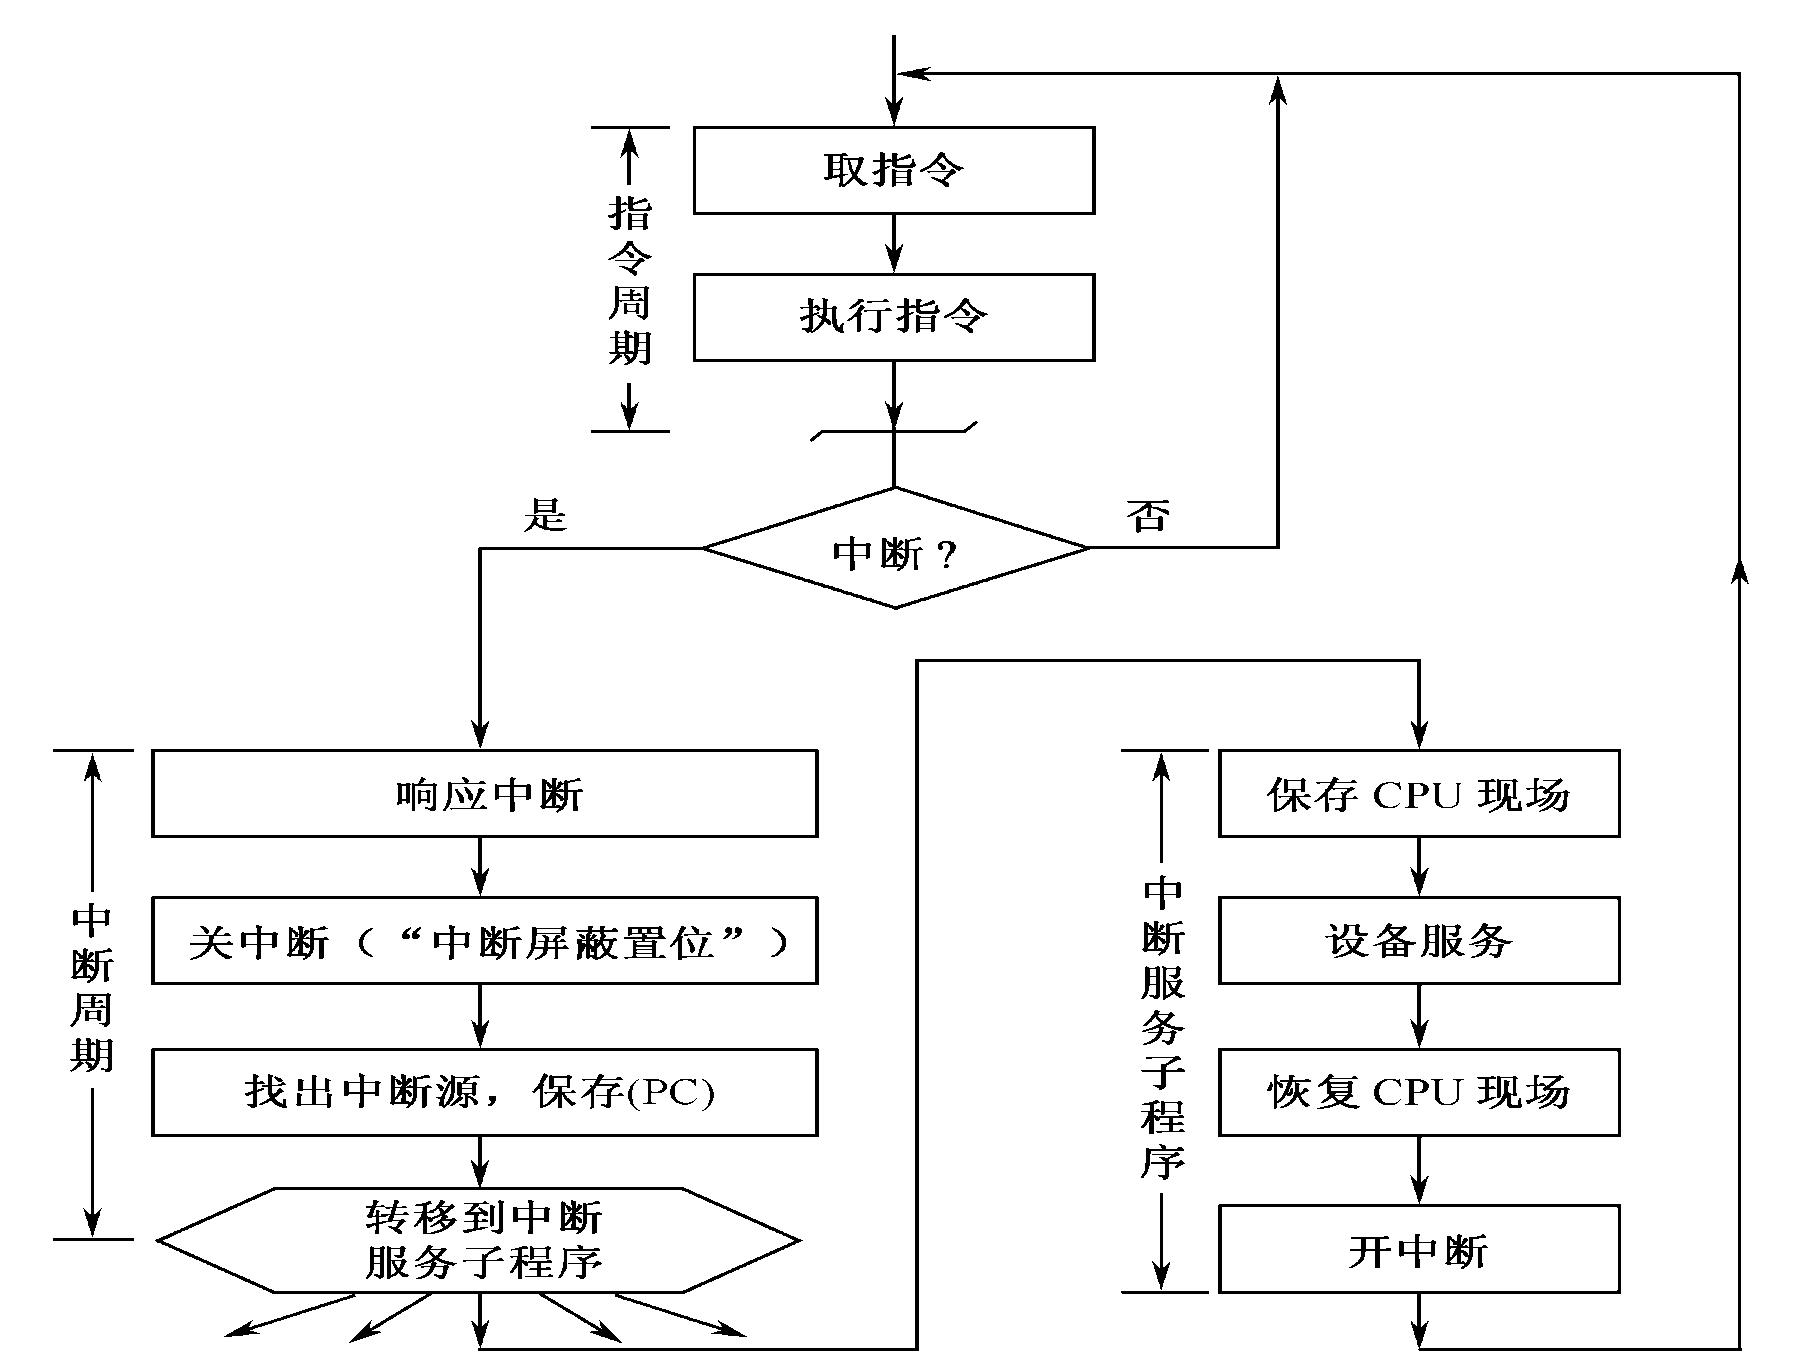 取指令
指令周期
执行指令
是
否
中断？
响应中断
关中断（“中断屏蔽置位”）
中断周期
找出中断源，保存(PC)
转移到中断
服务子程序
保存 CPU 现场
设备服务
中断服务子程序
恢复 CPU 现场
开中断